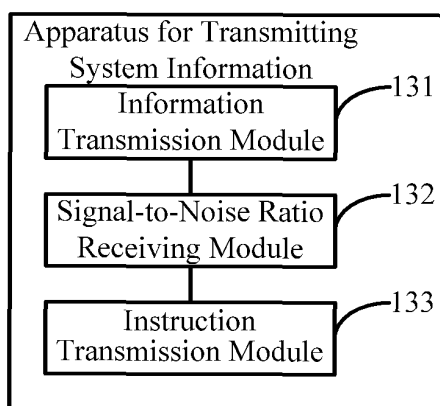 Apparatus for Transmitting
System Information
Information
Transmission Module
131
Signal-to-Noise Ratio
Receiving Module
132
Instruction
Transmission Module
133